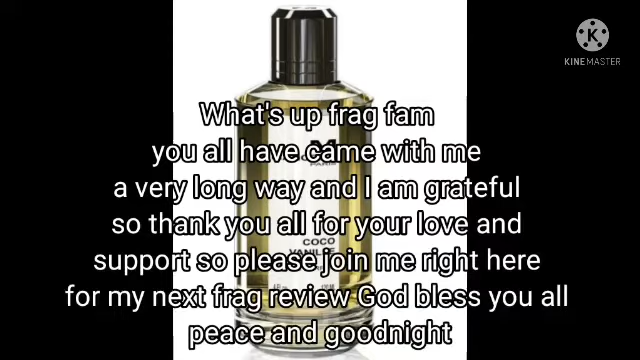 K
KINEMASTER
What's up frag fam
you all have came with me
a very long way and I am grateful
so thank you all for your love and
support so please join me right here
for my next frag review God bless you all
peace and goodnight
COCO
VANILLE